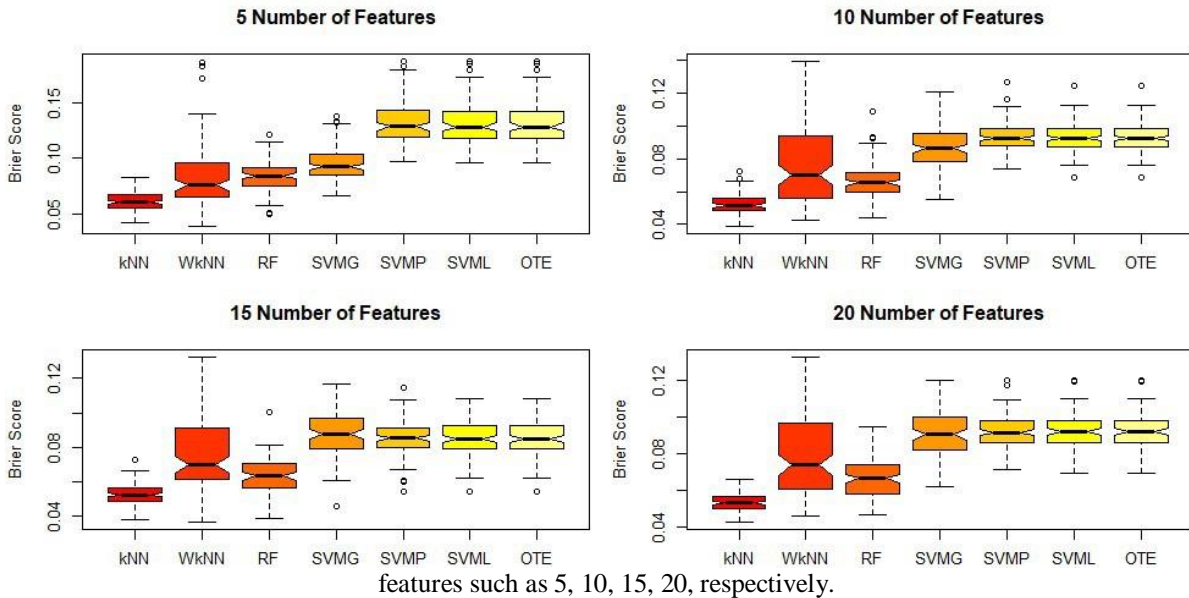 5 Number of Features
Brier Score
0.05 0.10 0.15
kNN WkNN RF SVMG SVMP SVML OTE
10 Number of Features
Brier Score
0.04 0.08 0.12
kNN WkNN RF SVMG SVMP SVML OTE
15 Number of Features
Brier Score
0.04 0.08 0.12
kNN WkNN RF SVMG SVMP SVML OTE
20 Number of Features
Brier Score
0.04 0.08 0.12
kNN WkNN RF SVMG SVMP SVML OTE
features such as 5, 10, 15, 20, respectively.